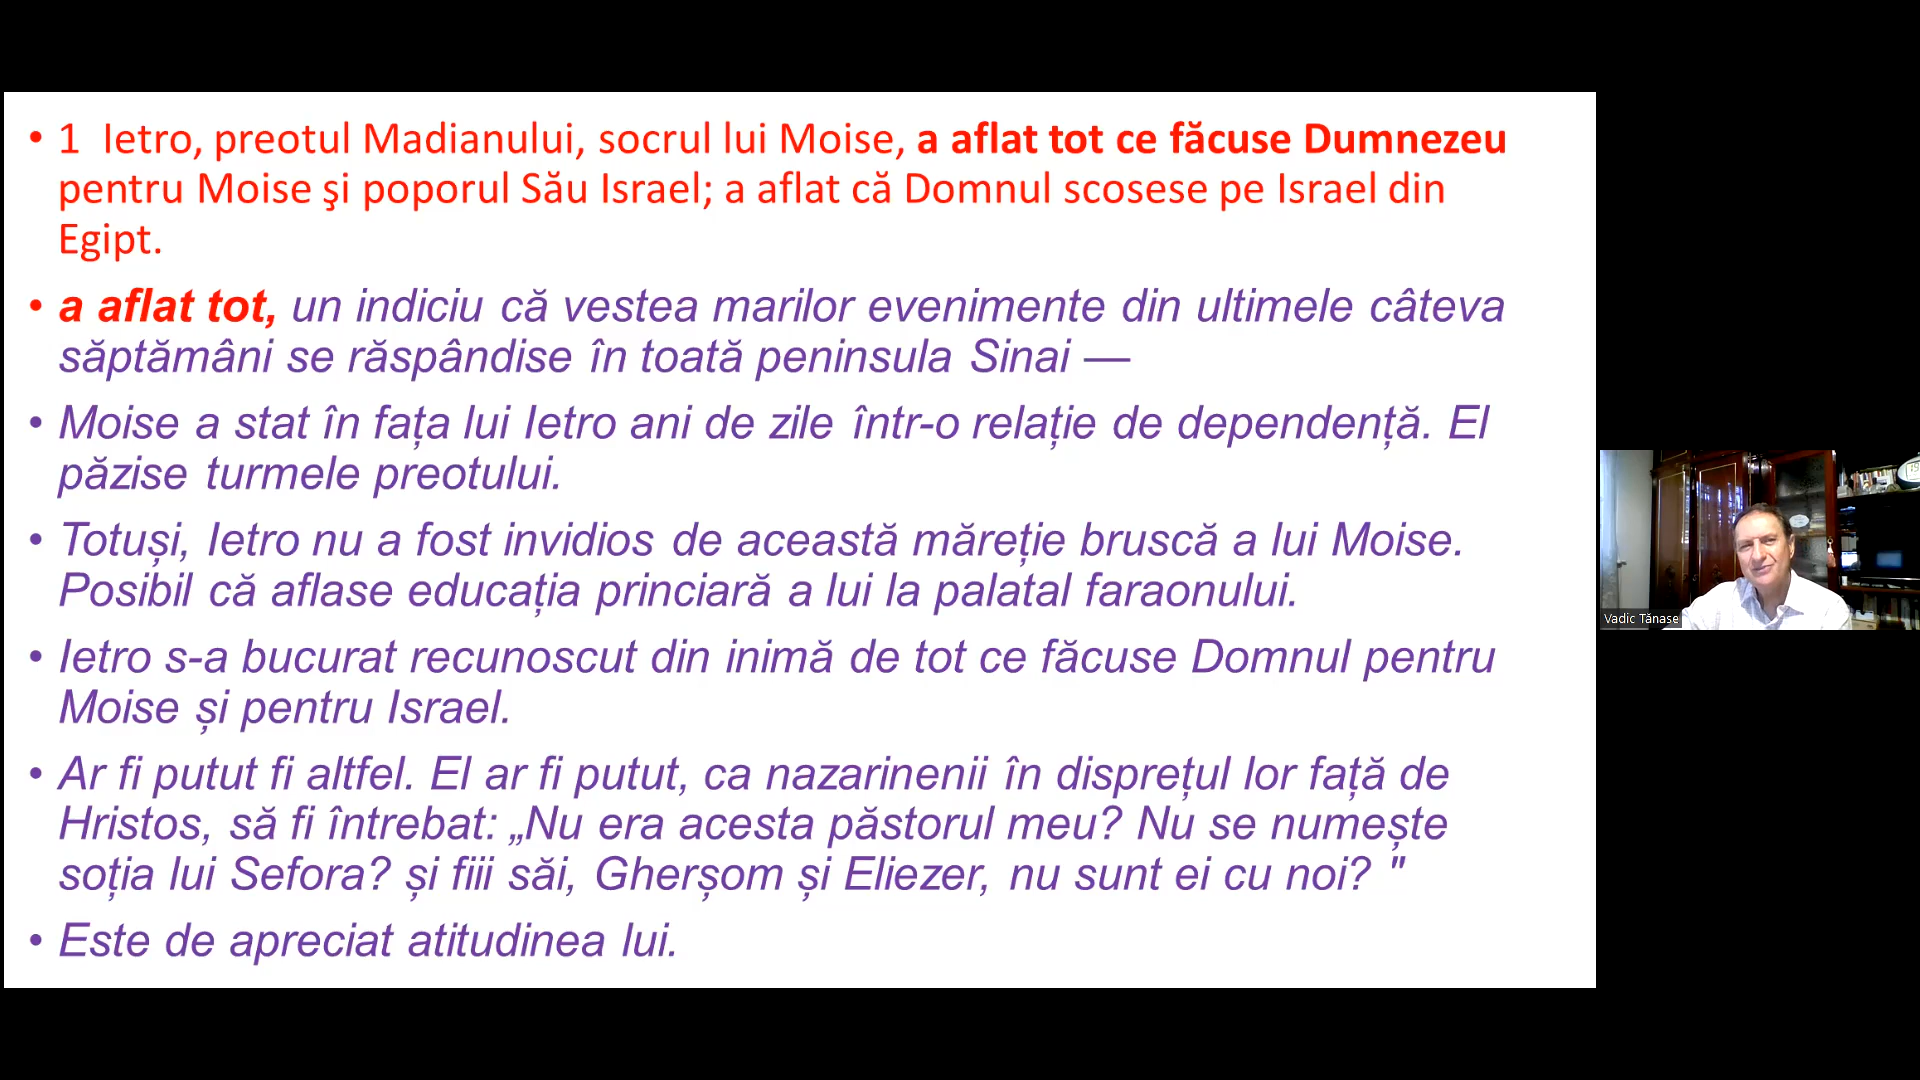 • 1  Ietro, preotul Madianului, socrul lui Moise, a aflat tot ce făcuse Dumnezeu
pentru Moise şi poporul Său Israel; a aflat că Domnul scosese pe Israel din
Egipt.
• a aflat tot, un indiciu că vestea marilor evenimente din ultimele câteva
săptămâni se răspândise în toată peninsula Sinai —
• Moise a stat în fața lui Ietro ani de zile într-o relație de dependență. El
păzise turmele preotului.
• Totuși, Ietro nu a fost invidios de această măreție bruscă a lui Moise.
Posibil că aflase educația princiară a lui la palatal faraonului.
• Ietro s-a bucurat recunoscut din inimă de tot ce făcuse Domnul pentru
Moise și pentru Israel.
• Ar fi putut fi altfel. El ar fi putut, ca nazarinenii în disprețul lor față de
Hristos, să fi întrebat: „Nu era acesta păstorul meu? Nu se numește
soția lui Sefora? și fiii săi, Gherșom și Eliezer, nu sunt ei cu noi? "
• Este de apreciat atitudinea lui.
Vadic Tănase